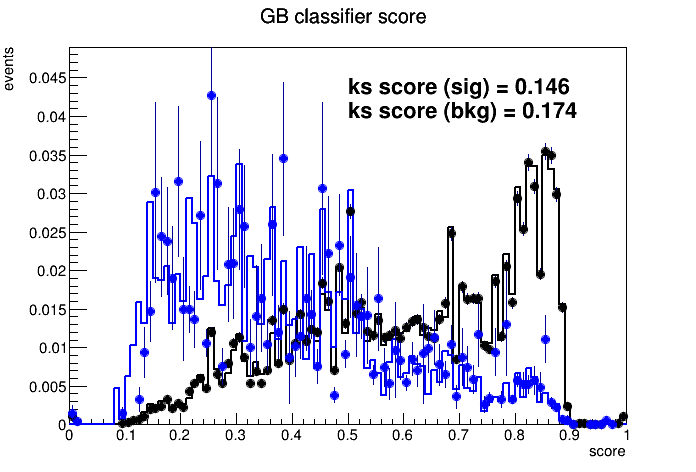 GB classifier score
events
ks score (sig) = 0.146
ks score (bkg) = 0.174
0.045
0.04
0.035
0.03
0.025
0.02
0.015
0.01
0.005
0
0 0.1 0.2 0.3 0.4 0.5 0.6 0.7 0.8 0.9 1
score